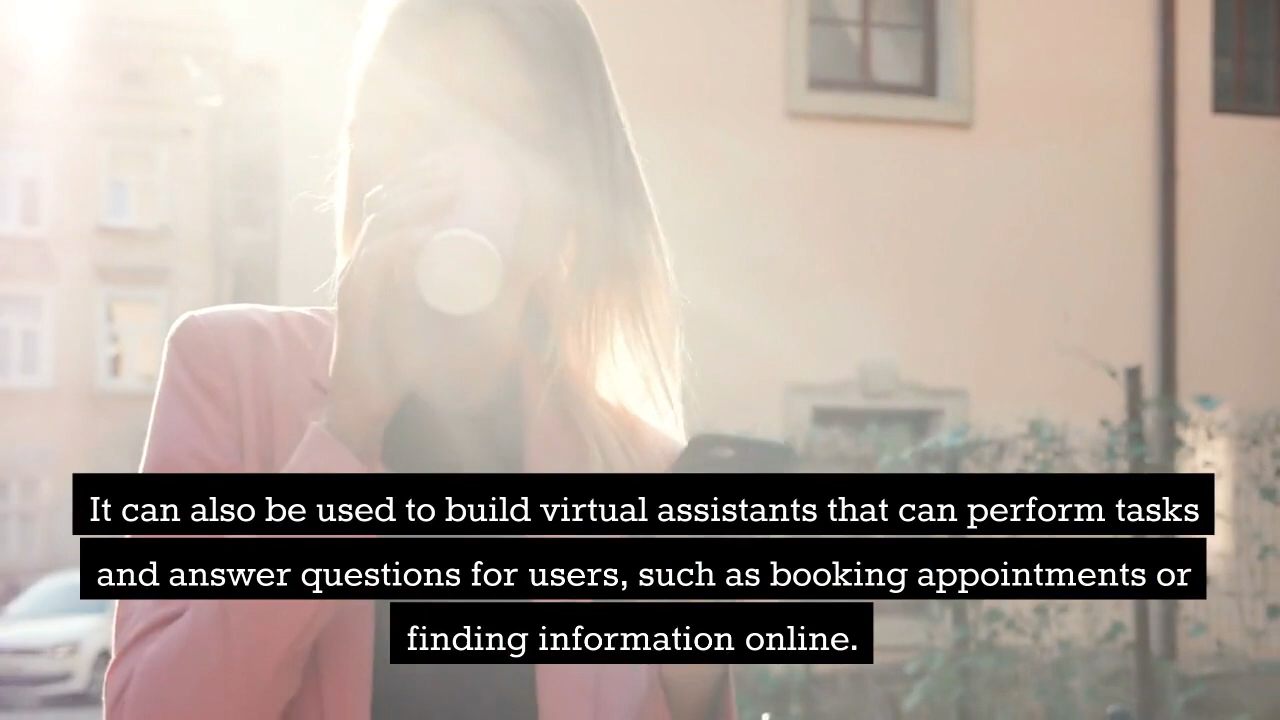 It can also be used to build virtual assistants that can perform tasks
and answer questions for users, such as booking appointments or
finding information online.